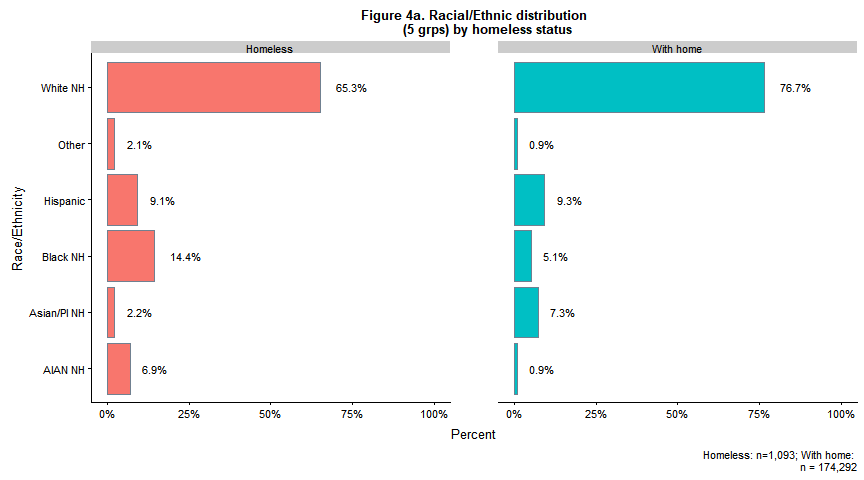 Figure 4a. Racial/Ethnic distribution
(5 grps) by homeless status
Homeless
With home
Race/Ethnicity
White NH
65.3%
76.7%
Other
2.1%
0.9%
Hispanic
9.1%
9.3%
Black NH
14.4%
5.1%
Asian/PI NH
2.2%
7.3%
AIAN NH
6.9%
0.9%
0% 25% 50% 75% 100%
0% 25% 50% 75% 100%
Percent
Homeless: n=1,093; With home:
n = 174,292